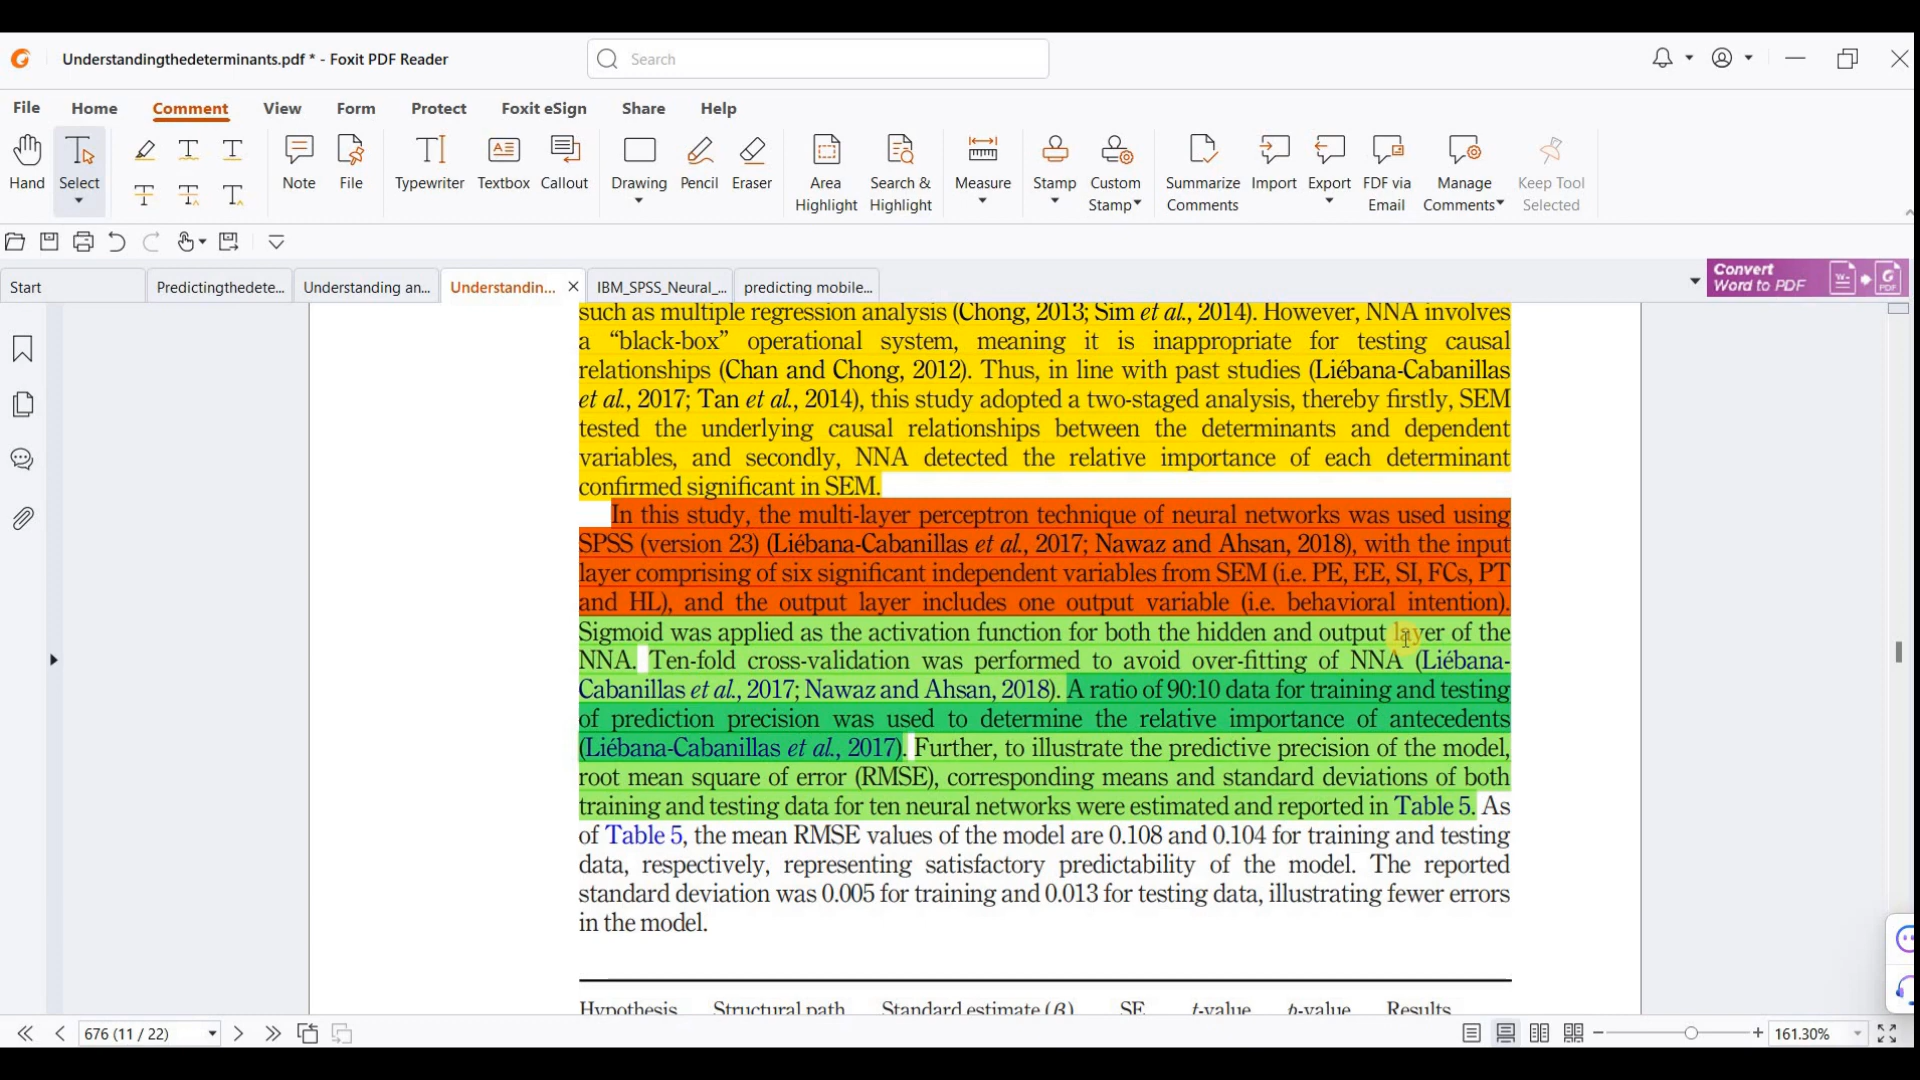 Understandingthedeterminants.pdf * - Foxit PDF Reader
Search
File Home Comment View Form Protect Foxit eSign Share Help
Hand Select Note File Typewriter Textbox Callout Drawing Pencil Eraser Area Highlight Search & Highlight Measure Stamp Custom Stamp Summarize Comments Import Export FDF via Email Manage Comments Keep Tool Selected
Start Predictingthedete... Understanding an... Understandin... IBM_SPSS_Neural_... predicting mobile...
Convert Word to PDF
such as multiple regression analysis (Chong, 2013; Sim et al., 2014). However, NNA involves
a “black-box” operational system, meaning it is inappropriate for testing causal
relationships (Chan and Chong, 2012). Thus, in line with past studies (Liébana-Cabanillas
et al., 2017; Tan et al., 2014), this study adopted a two-staged analysis, thereby firstly, SEM
tested the underlying causal relationships between the determinants and dependent
variables, and secondly, NNA detected the relative importance of each determinant
confirmed significant in SEM.
In this study, the multi-layer perceptron technique of neural networks was used using
SPSS (version 23) (Liébana-Cabanillas et al., 2017; Nawaz and Ahsan, 2018), with the input
layer comprising of six significant independent variables from SEM (i.e. PE, EE, SI, FCs, PT
and HL), and the output layer includes one output variable (i.e. behavioral intention).
Sigmoid was applied as the activation function for both the hidden and output layer of the
NNA. Ten-fold cross-validation was performed to avoid over-fitting of NNA (Liébana-
Cabanillas et al., 2017; Nawaz and Ahsan, 2018). A ratio of 90:10 data for training and testing
of prediction precision was used to determine the relative importance of antecedents
(Liébana-Cabanillas et al., 2017). Further, to illustrate the predictive precision of the model,
root mean square of error (RMSE), corresponding means and standard deviations of both
training and testing data for ten neural networks were estimated and reported in Table 5. As
of Table 5, the mean RMSE values of the model are 0.108 and 0.104 for training and testing
data, respectively, representing satisfactory predictability of the model. The reported
standard deviation was 0.005 for training and 0.013 for testing data, illustrating fewer errors
in the model.
Hypothesis Structural path Standard estimate (β) SE t-value p-value Results
676 (11 / 22)
161.30%